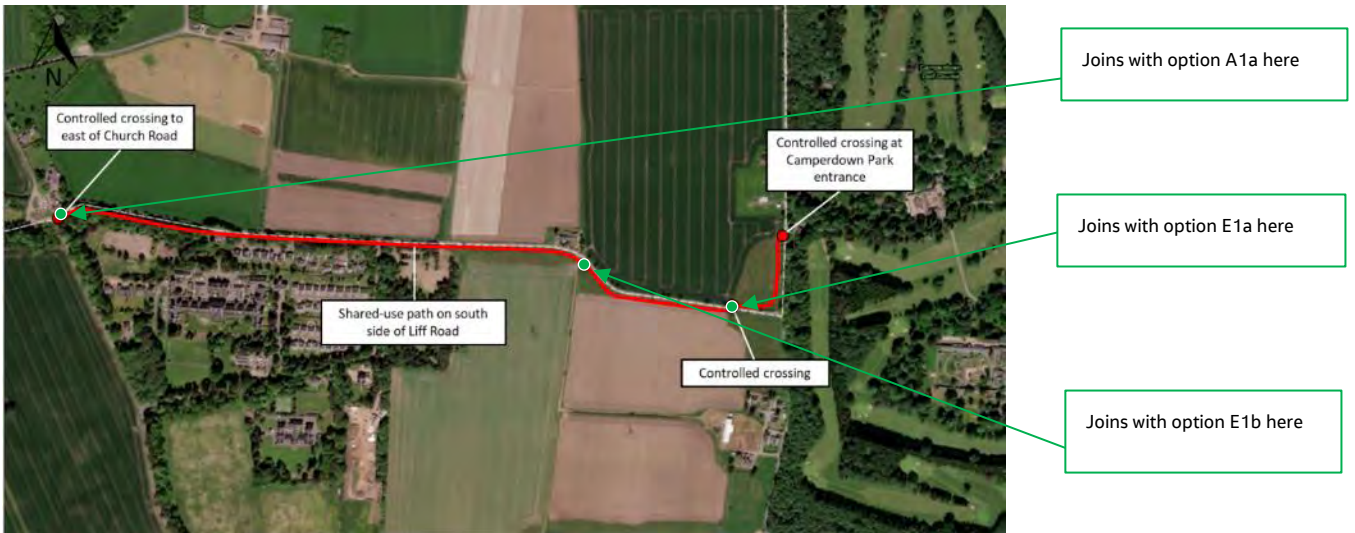 N
Controlled crossing to
east of Church Road
Shared-use path on south
side of Liff Road
Controlled crossing at
Camperdown Park
entrance
Controlled crossing
Joins with option A1a here
Joins with option E1a here
Joins with option E1b here